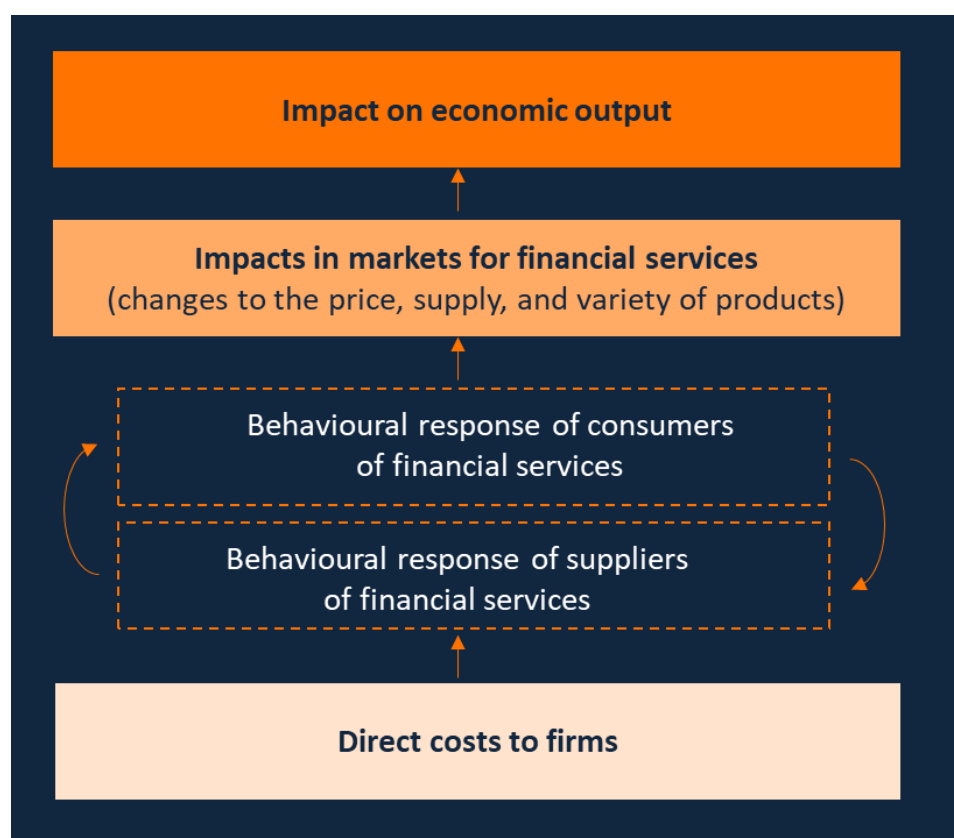 Impact on economic output
Impacts in markets for financial services
(changes to the price, supply, and variety of products)
Behavioural response of consumers
of financial services
Behavioural response of suppliers
of financial services
Direct costs to firms